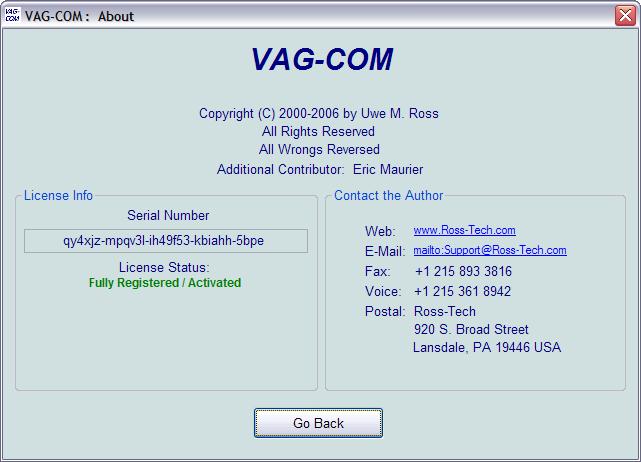 VAG-COM
VAG-COM : About
VAG-COM
Copyright (C) 2000-2006 by Uwe M. Ross
All Rights Reserved
All Wrongs Reversed
Additional Contributor: Eric Maurier
License Info
Serial Number
qy4xjz-mpqv3l-ih49f53-kbiahh-5bpe
License Status:
Fully Registered / Activated
Contact the Author
Web: www.Ross-Tech.com
E-Mail: mailto:Support@Ross-Tech.com
Fax: +1 215 893 3816
Voice: +1 215 361 8942
Postal: Ross-Tech
920 S. Broad Street
Lansdale, PA 19446 USA
Go Back